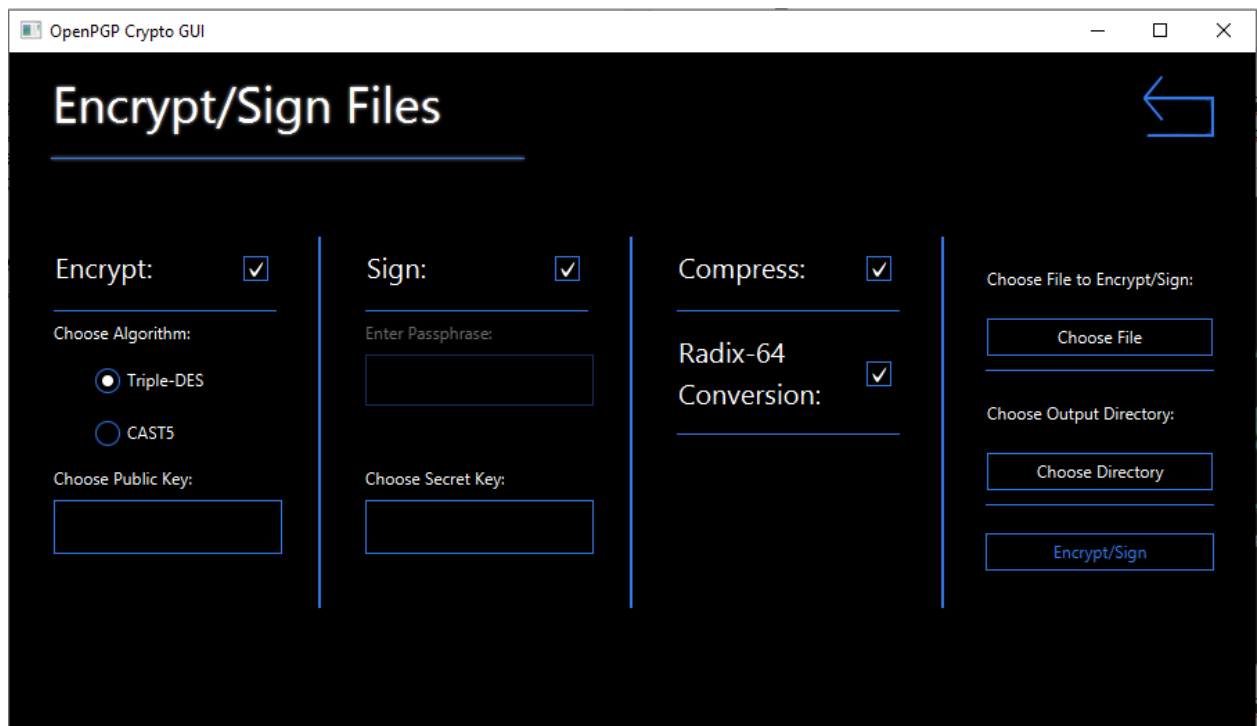 OpenPGP Crypto GUI
Encrypt/Sign Files
Encrypt:
Choose Algorithm:
Triple-DES
CAST5
Choose Public Key:
Sign:
Enter Passphrase:
Choose Secret Key:
Compress:
Radix-64
Conversion:
Choose File to Encrypt/Sign:
Choose File
Choose Output Directory:
Choose Directory
Encrypt/Sign